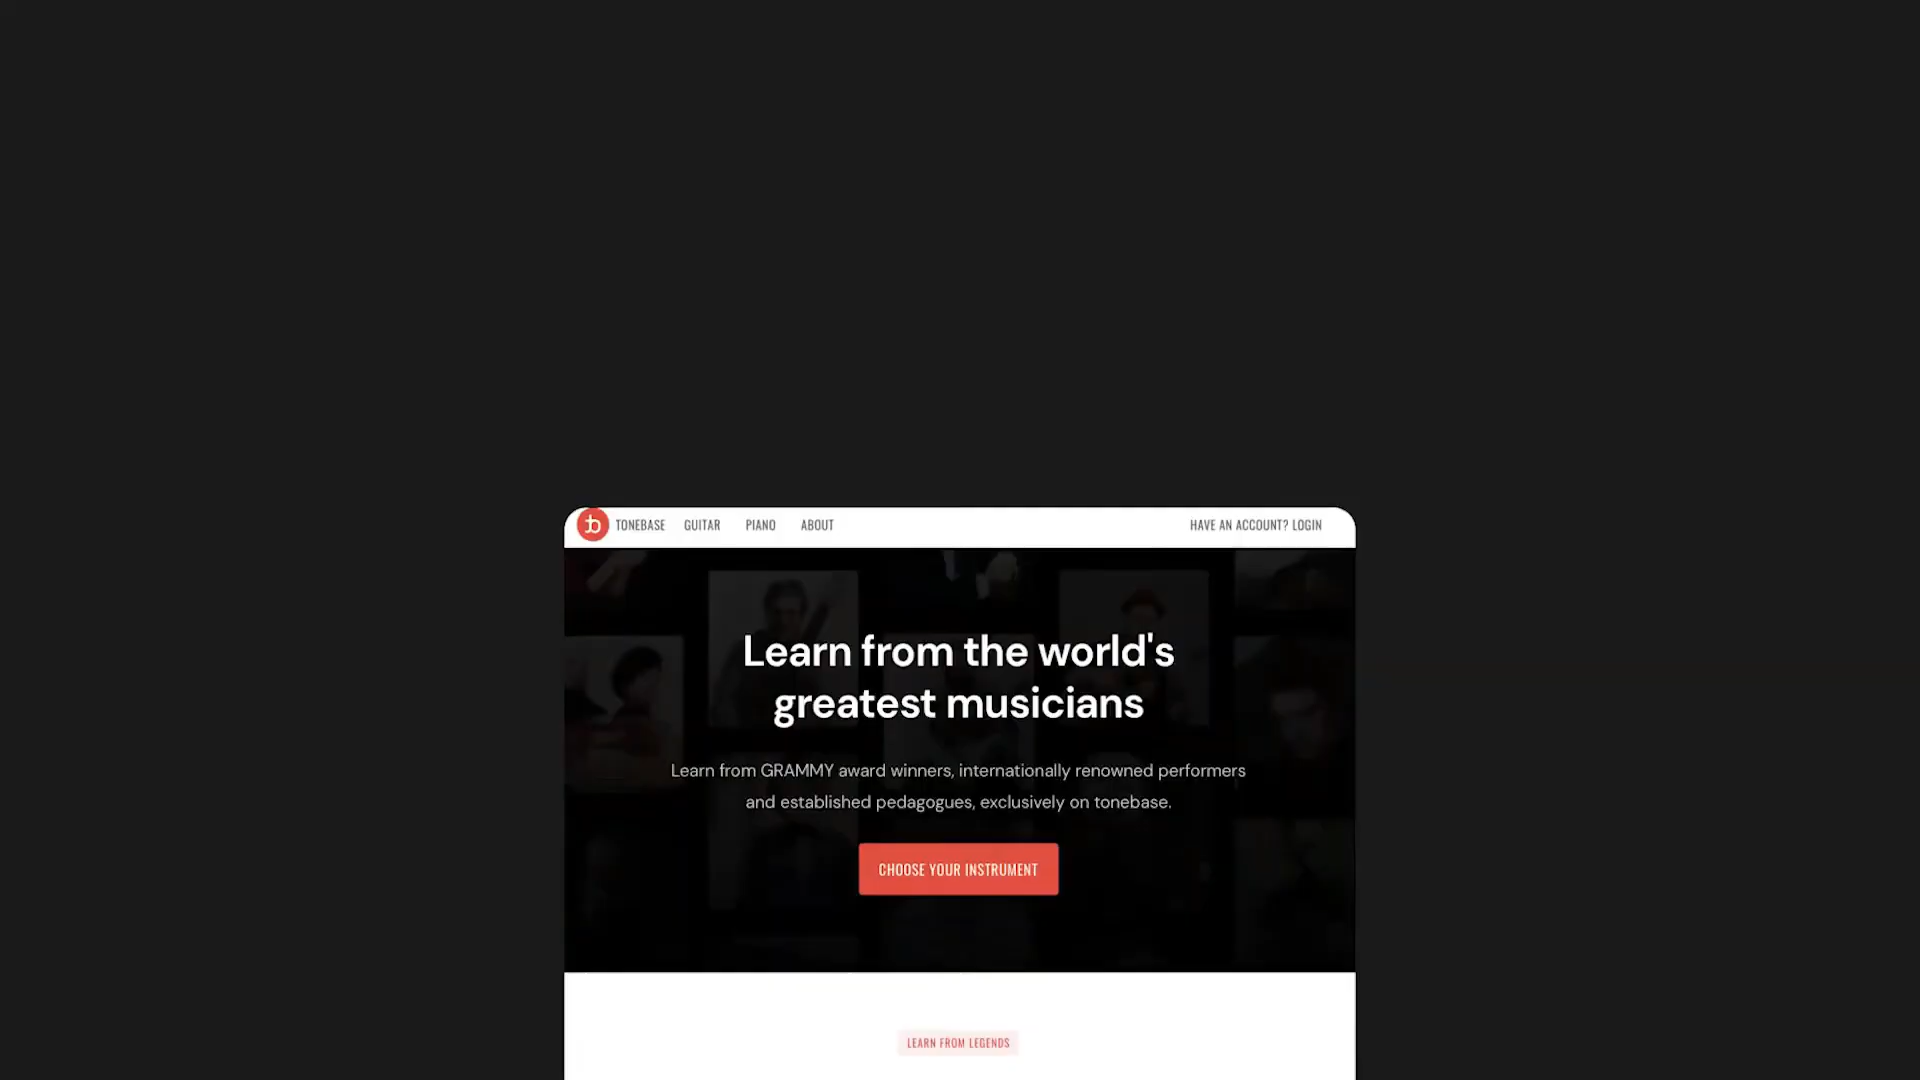 TONEBASE GUITAR PIANO ABOUT HAVE AN ACCOUNT? LOGIN
Learn from the world's
greatest musicians
Learn from GRAMMY award winners, internationally renowned performers
and established pedagogues, exclusively on tonebase.
CHOOSE YOUR INSTRUMENT
LEARN FROM LEGENDS